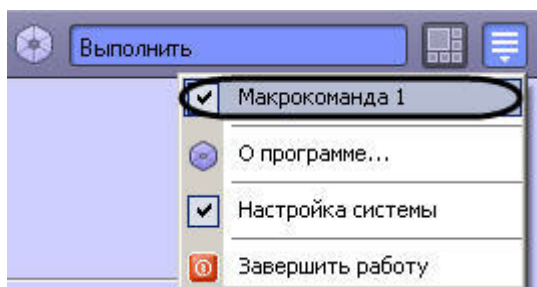 Выполнить
Макрокоманда 1
О программе...
Настройка системы
Завершить работу